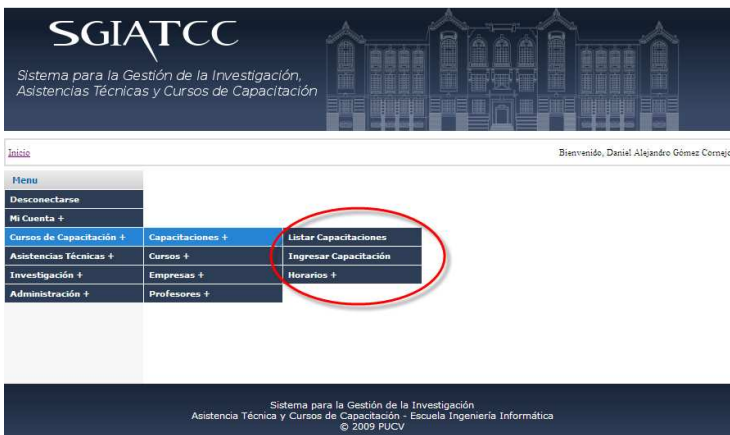 SGIATCC
Sistema para la Gestión de la Investigación,
Asistencias Técnicas y Cursos de Capacitación
Inicio
Bienvenido, Daniel Alejandro Gómez Cornejo
Menu
Desconectarse
Mi Cuenta +
Cursos de Capacitación +
Capacitaciones +
Listar Capacitaciones
Asistencias Técnicas +
Cursos +
Ingresar Capacitación
Investigación +
Empresas +
Horarios +
Administración +
Profesores +
Sistema para la Gestión de la Investigación
Asistencia Técnica y Cursos de Capacitación - Escuela Ingeniería Informática
© 2009 PUCV